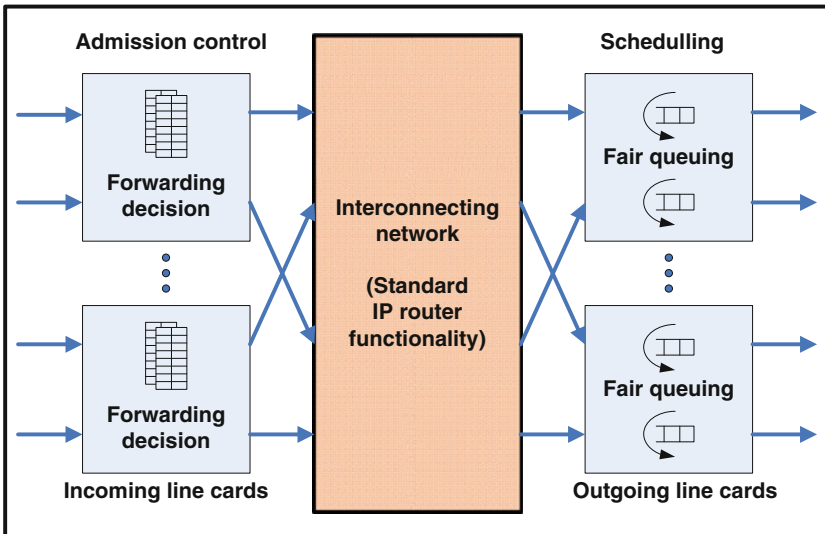 Admission control
Schedulling
Forwarding
decision
Fair queuing
Interconnecting
network
(Standard
IP router
functionality)
Forwarding
decision
Fair queuing
Incoming line cards
Outgoing line cards